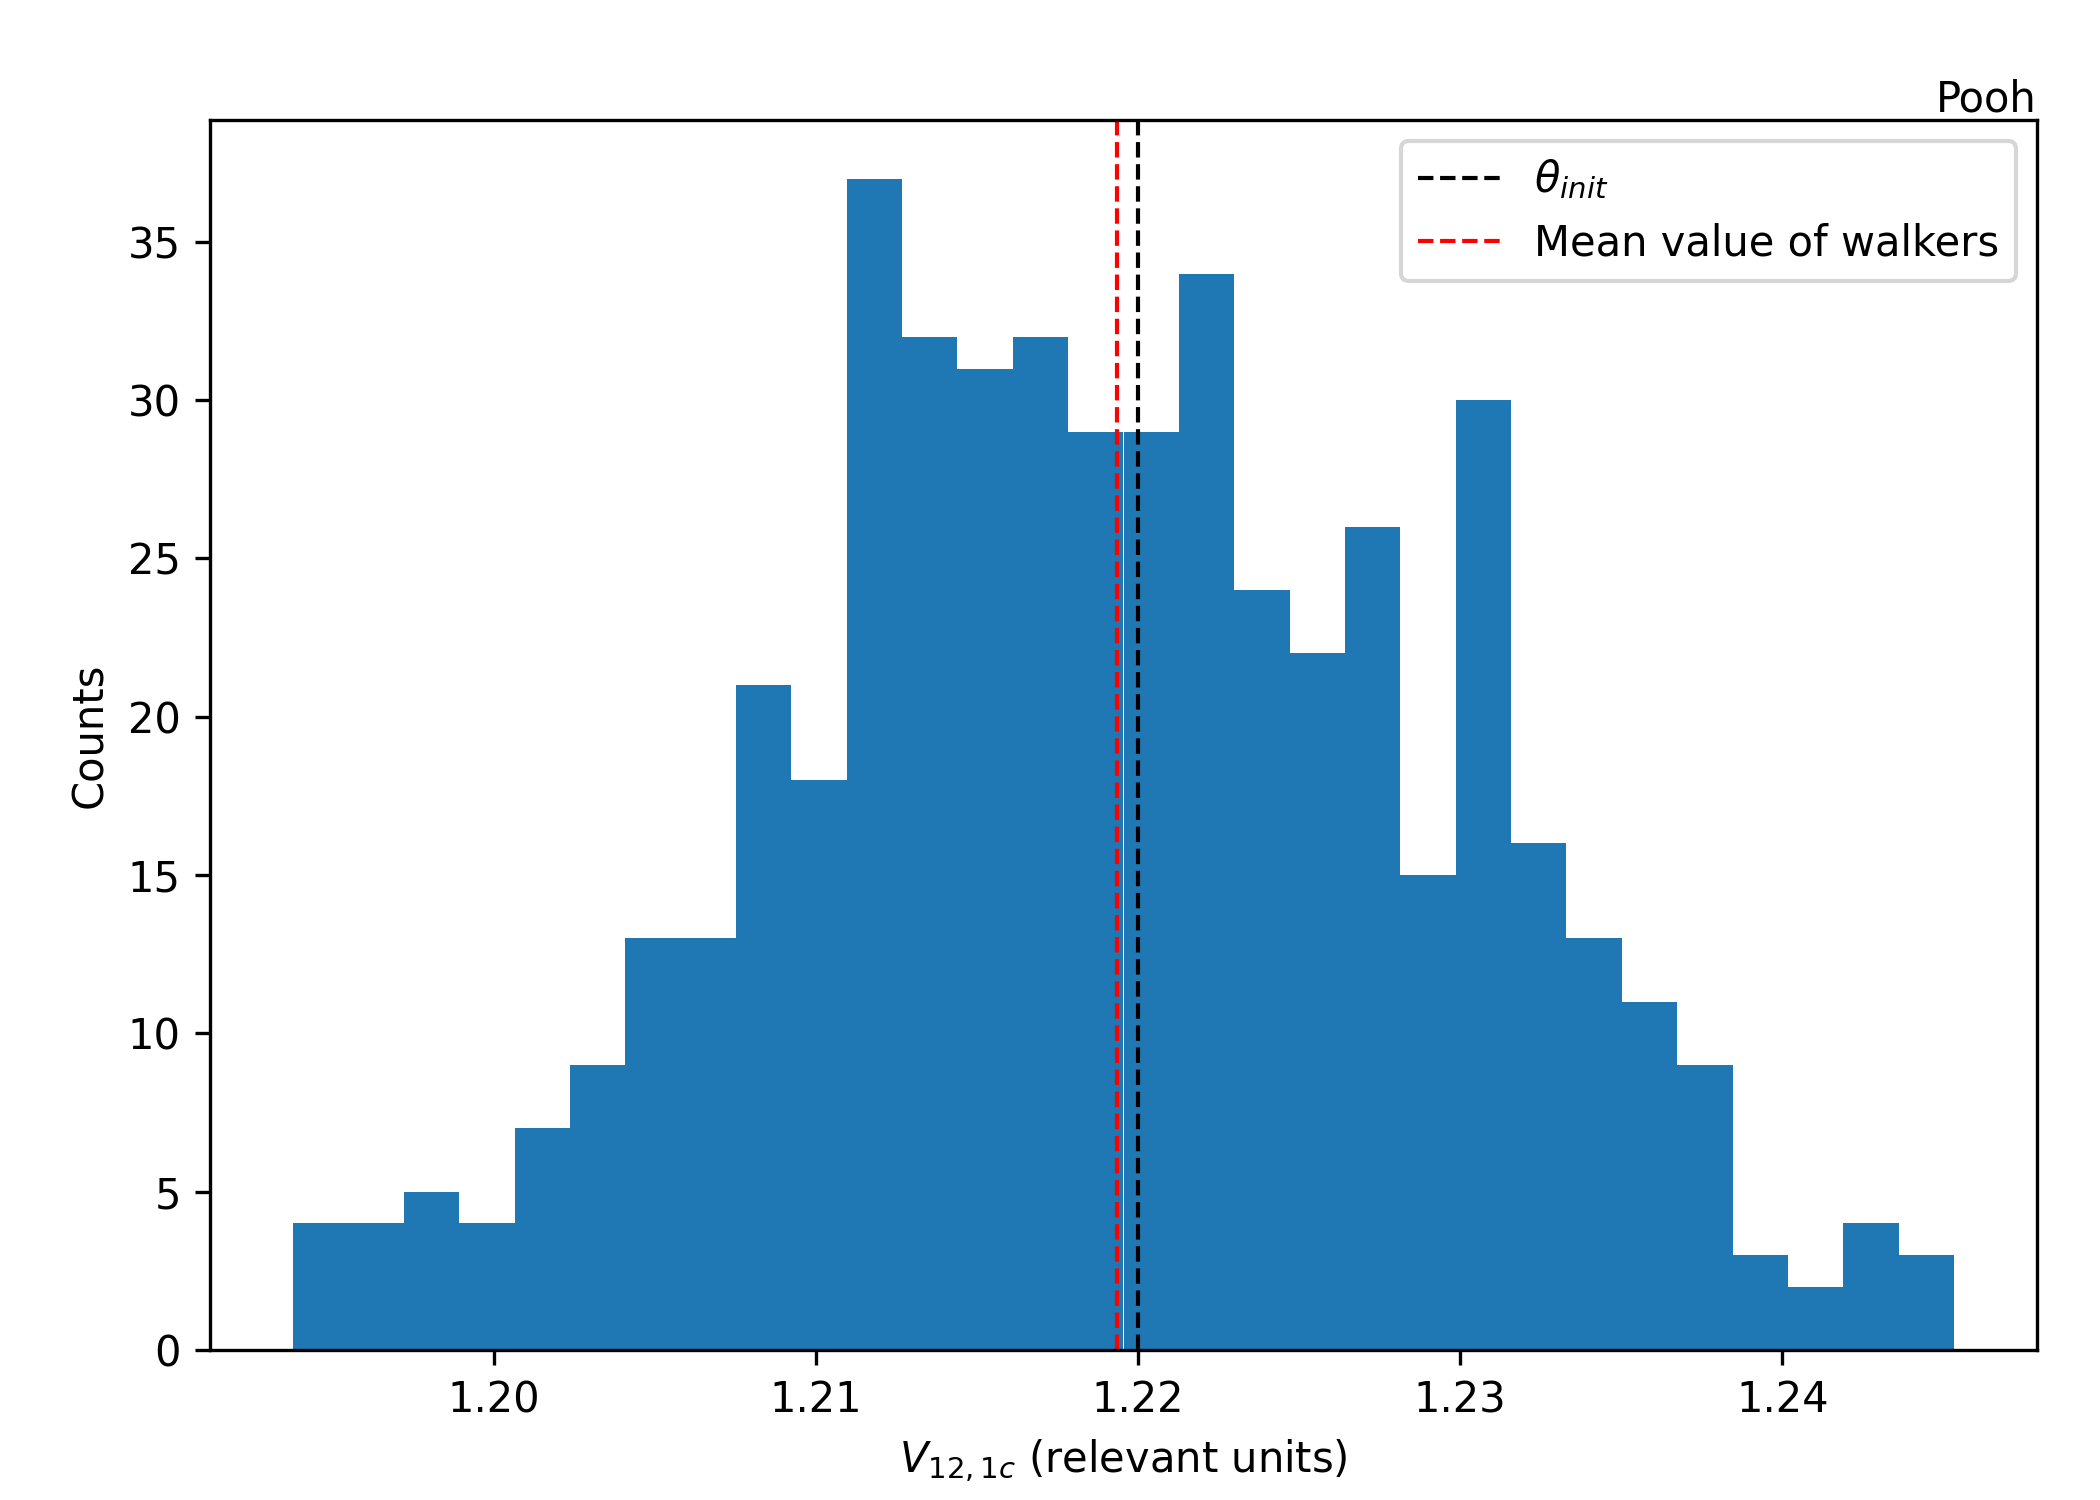 Pooh
θ_init
Mean value of walkers
35
30
25
20
15
10
5
0
Counts
1.20 1.21 1.22 1.23 1.24
V_12,1c (relevant units)